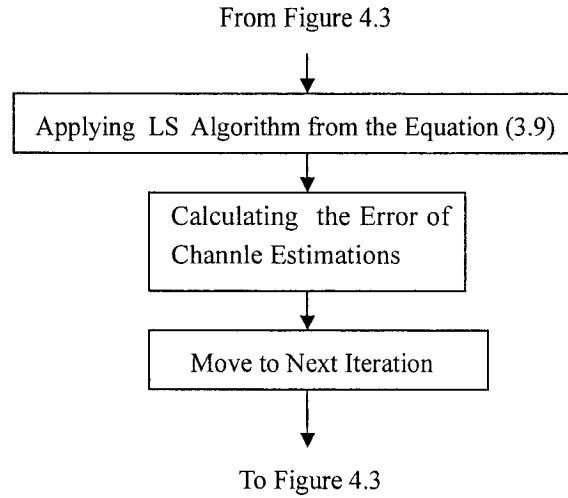 From Figure 4.3
Applying LS Algorithm from the Equation (3.9)
Calculating the Error of
Channle Estimations
Move to Next Iteration
To Figure 4.3